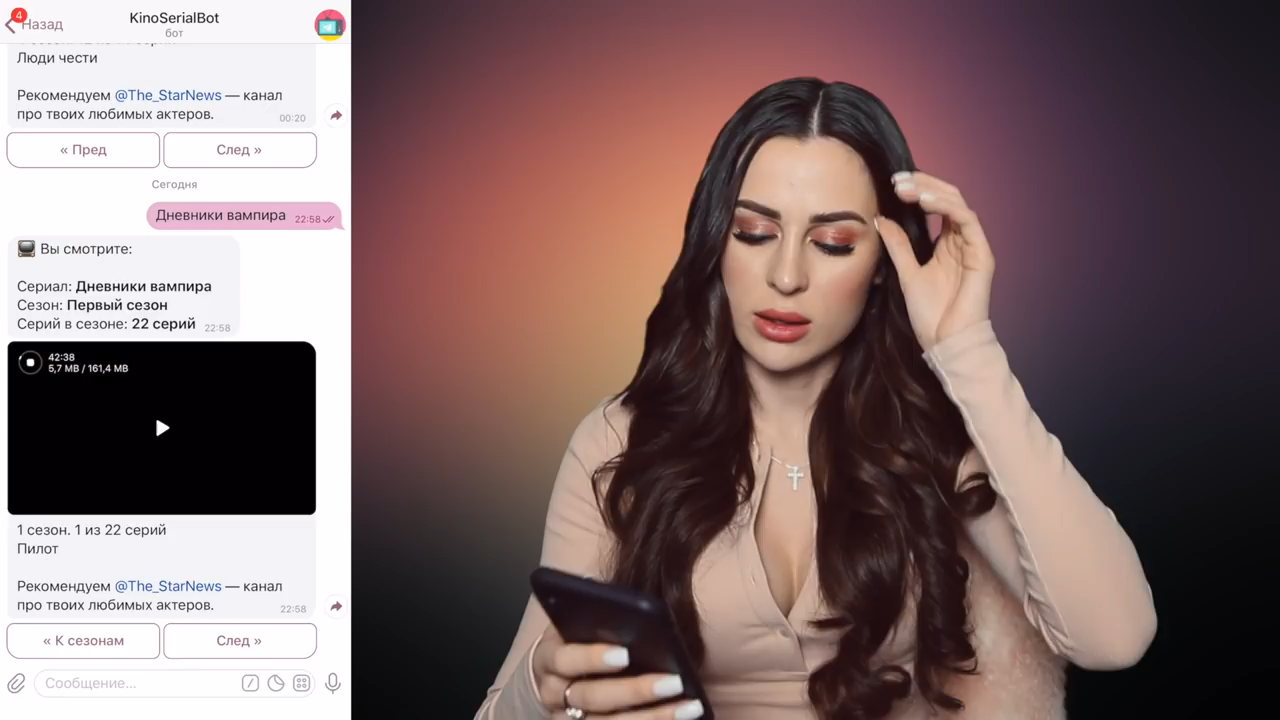 4
Назад
KinoSerialBot
бот
Люди чести
Рекомендуем @The_StarNews — канал
про твоих любимых актеров.
00:20
« Пред
След »
Сегодня
Дневники вампира 22:58
Вы смотрите:
Сериал: Дневники вампира
Сезон: Первый сезон
Серий в сезоне: 22 серий 22:58
42:38
5,7 MB / 161,4 MB
1 сезон. 1 из 22 серий
Пилот
Рекомендуем @The_StarNews — канал
про твоих любимых актеров.
22:58
« К сезонам
След »
Сообщение...